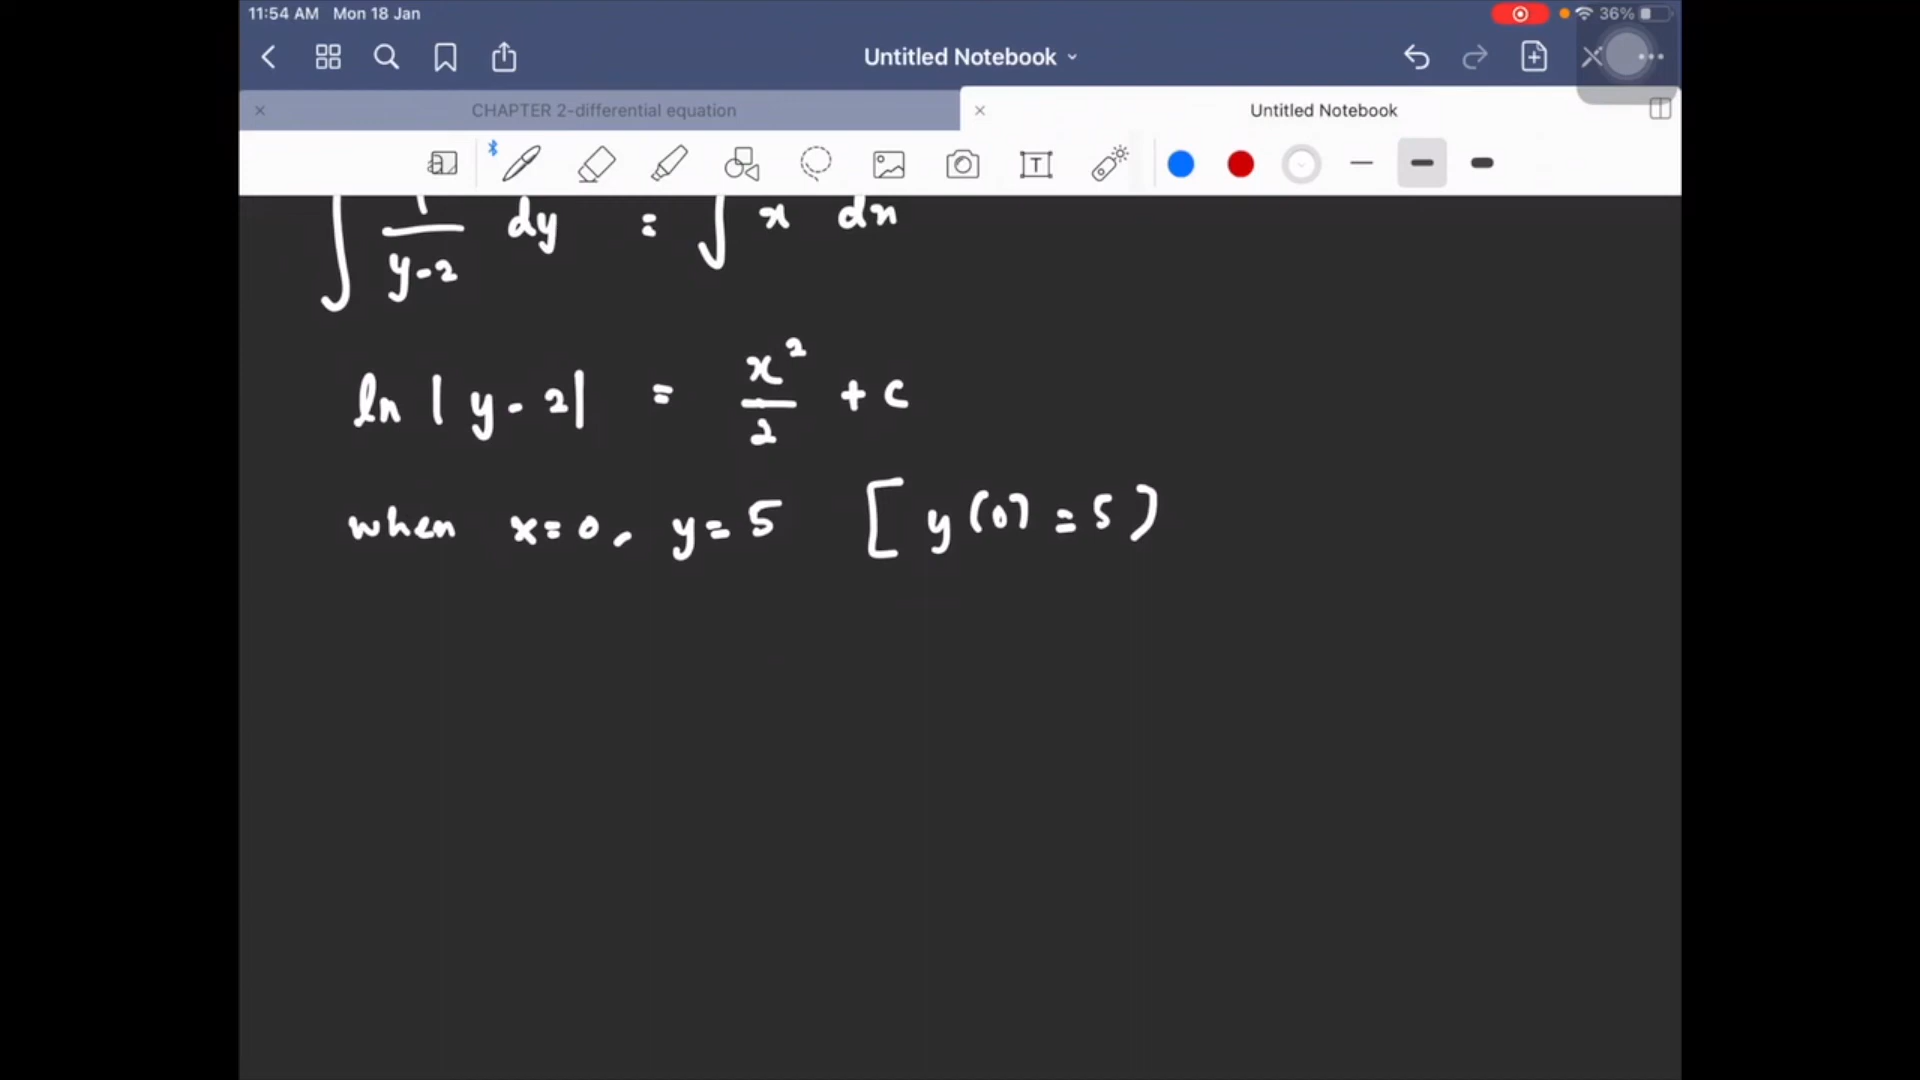 11:54 AM Mon 18 Jan 36%
Untitled Notebook
CHAPTER 2-differential equation Untitled Notebook
∫ 1/(y-2) dy = ∫ x dx
ln |y-2| = x²/2 + c
when x=0, y=5 [y(0)=5)